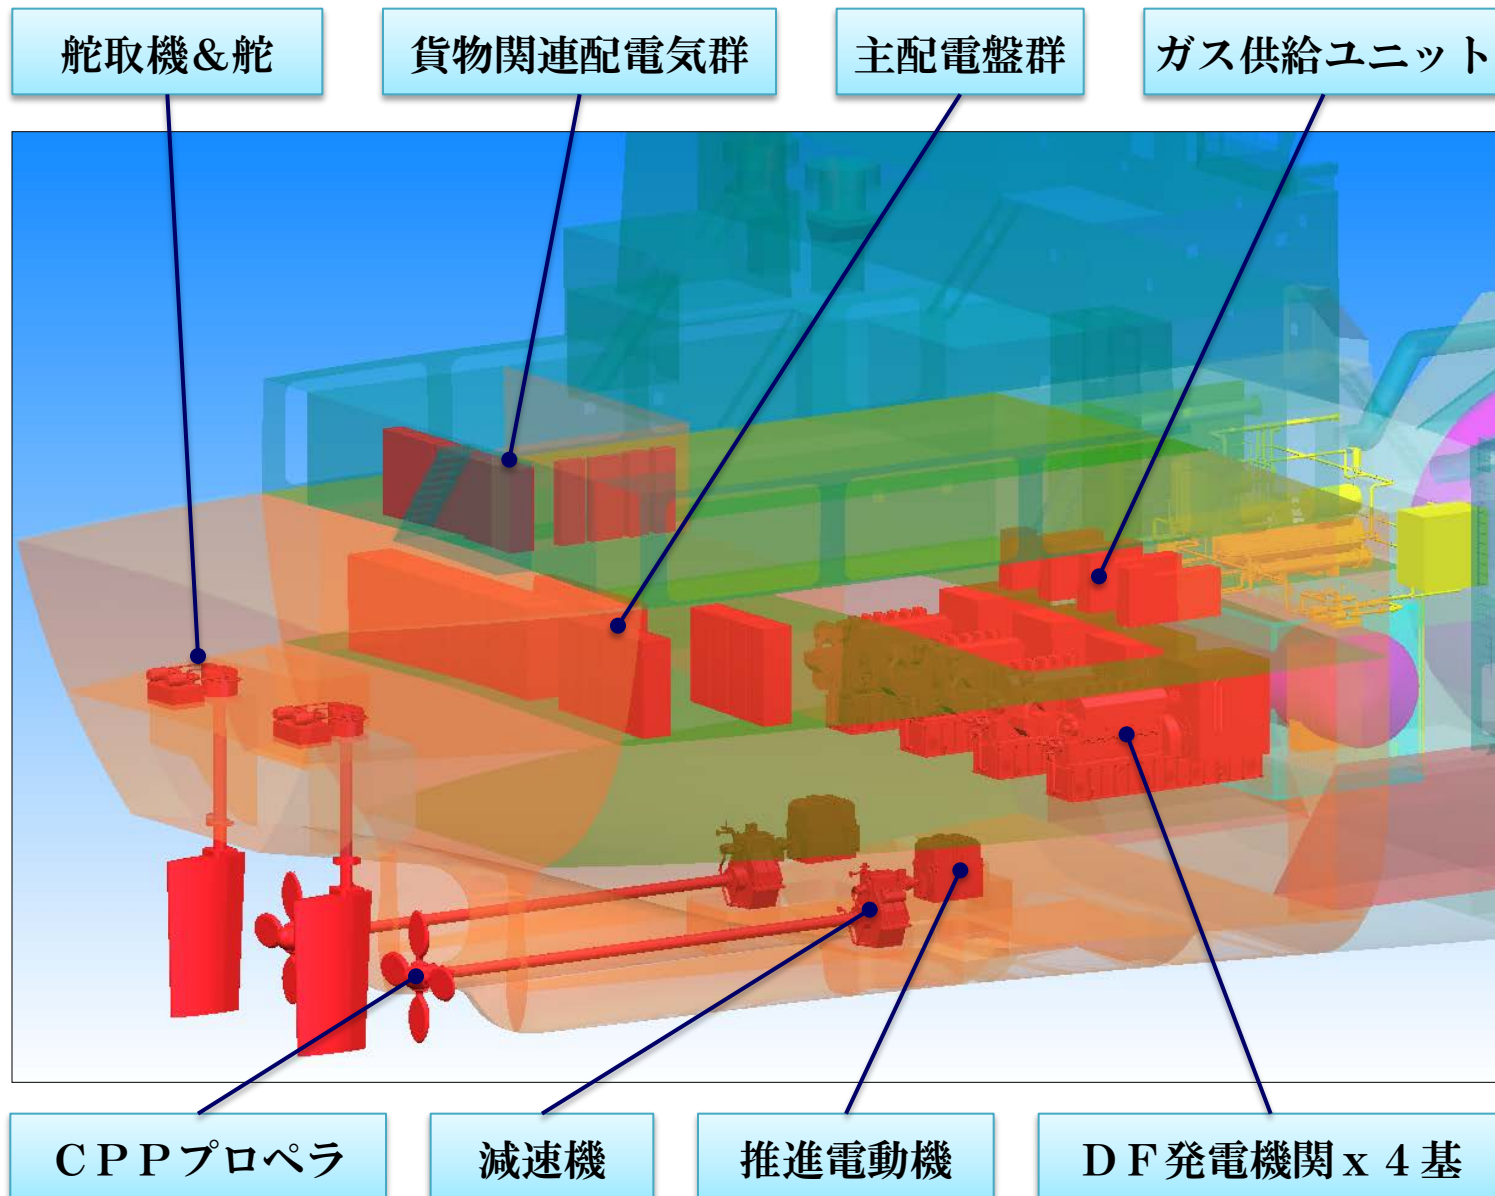 舵取機&舵
貨物関連配電気群
主配電盤群
ガス供給ユニット
ＣＰＰプロペラ
減速機
推進電動機
ＤＦ発電機関ｘ４基